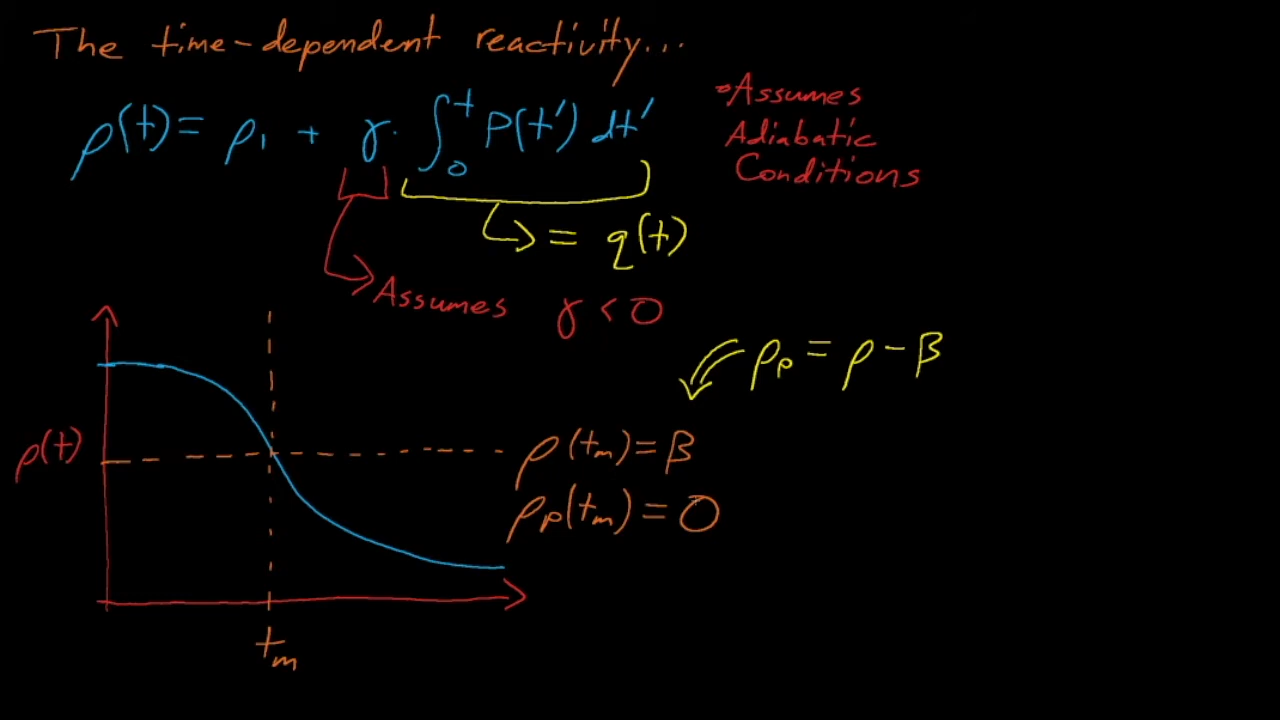 The time-dependent reactivity...
ρ(t) = ρ₁ + γ · ∫₀ᵗ P(t′) dt′
Assumes
Adiabatic
Conditions
= q(t)
Assumes γ < 0
ρₚ = ρ - β
ρ(t)
ρ(tₘ) = β
ρₚ(tₘ) = 0
tₘ